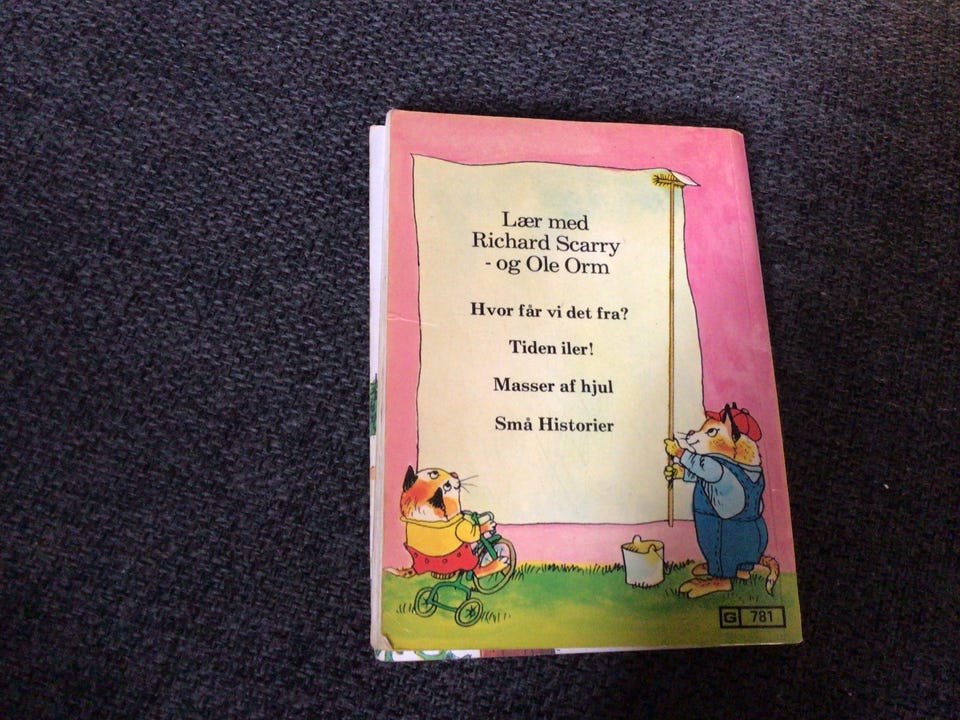 Lær med
Richard Scarry
- og Ole Orm
Hvor får vi det fra?
Tiden iler!
Masser af hjul
Små Historier
G 781